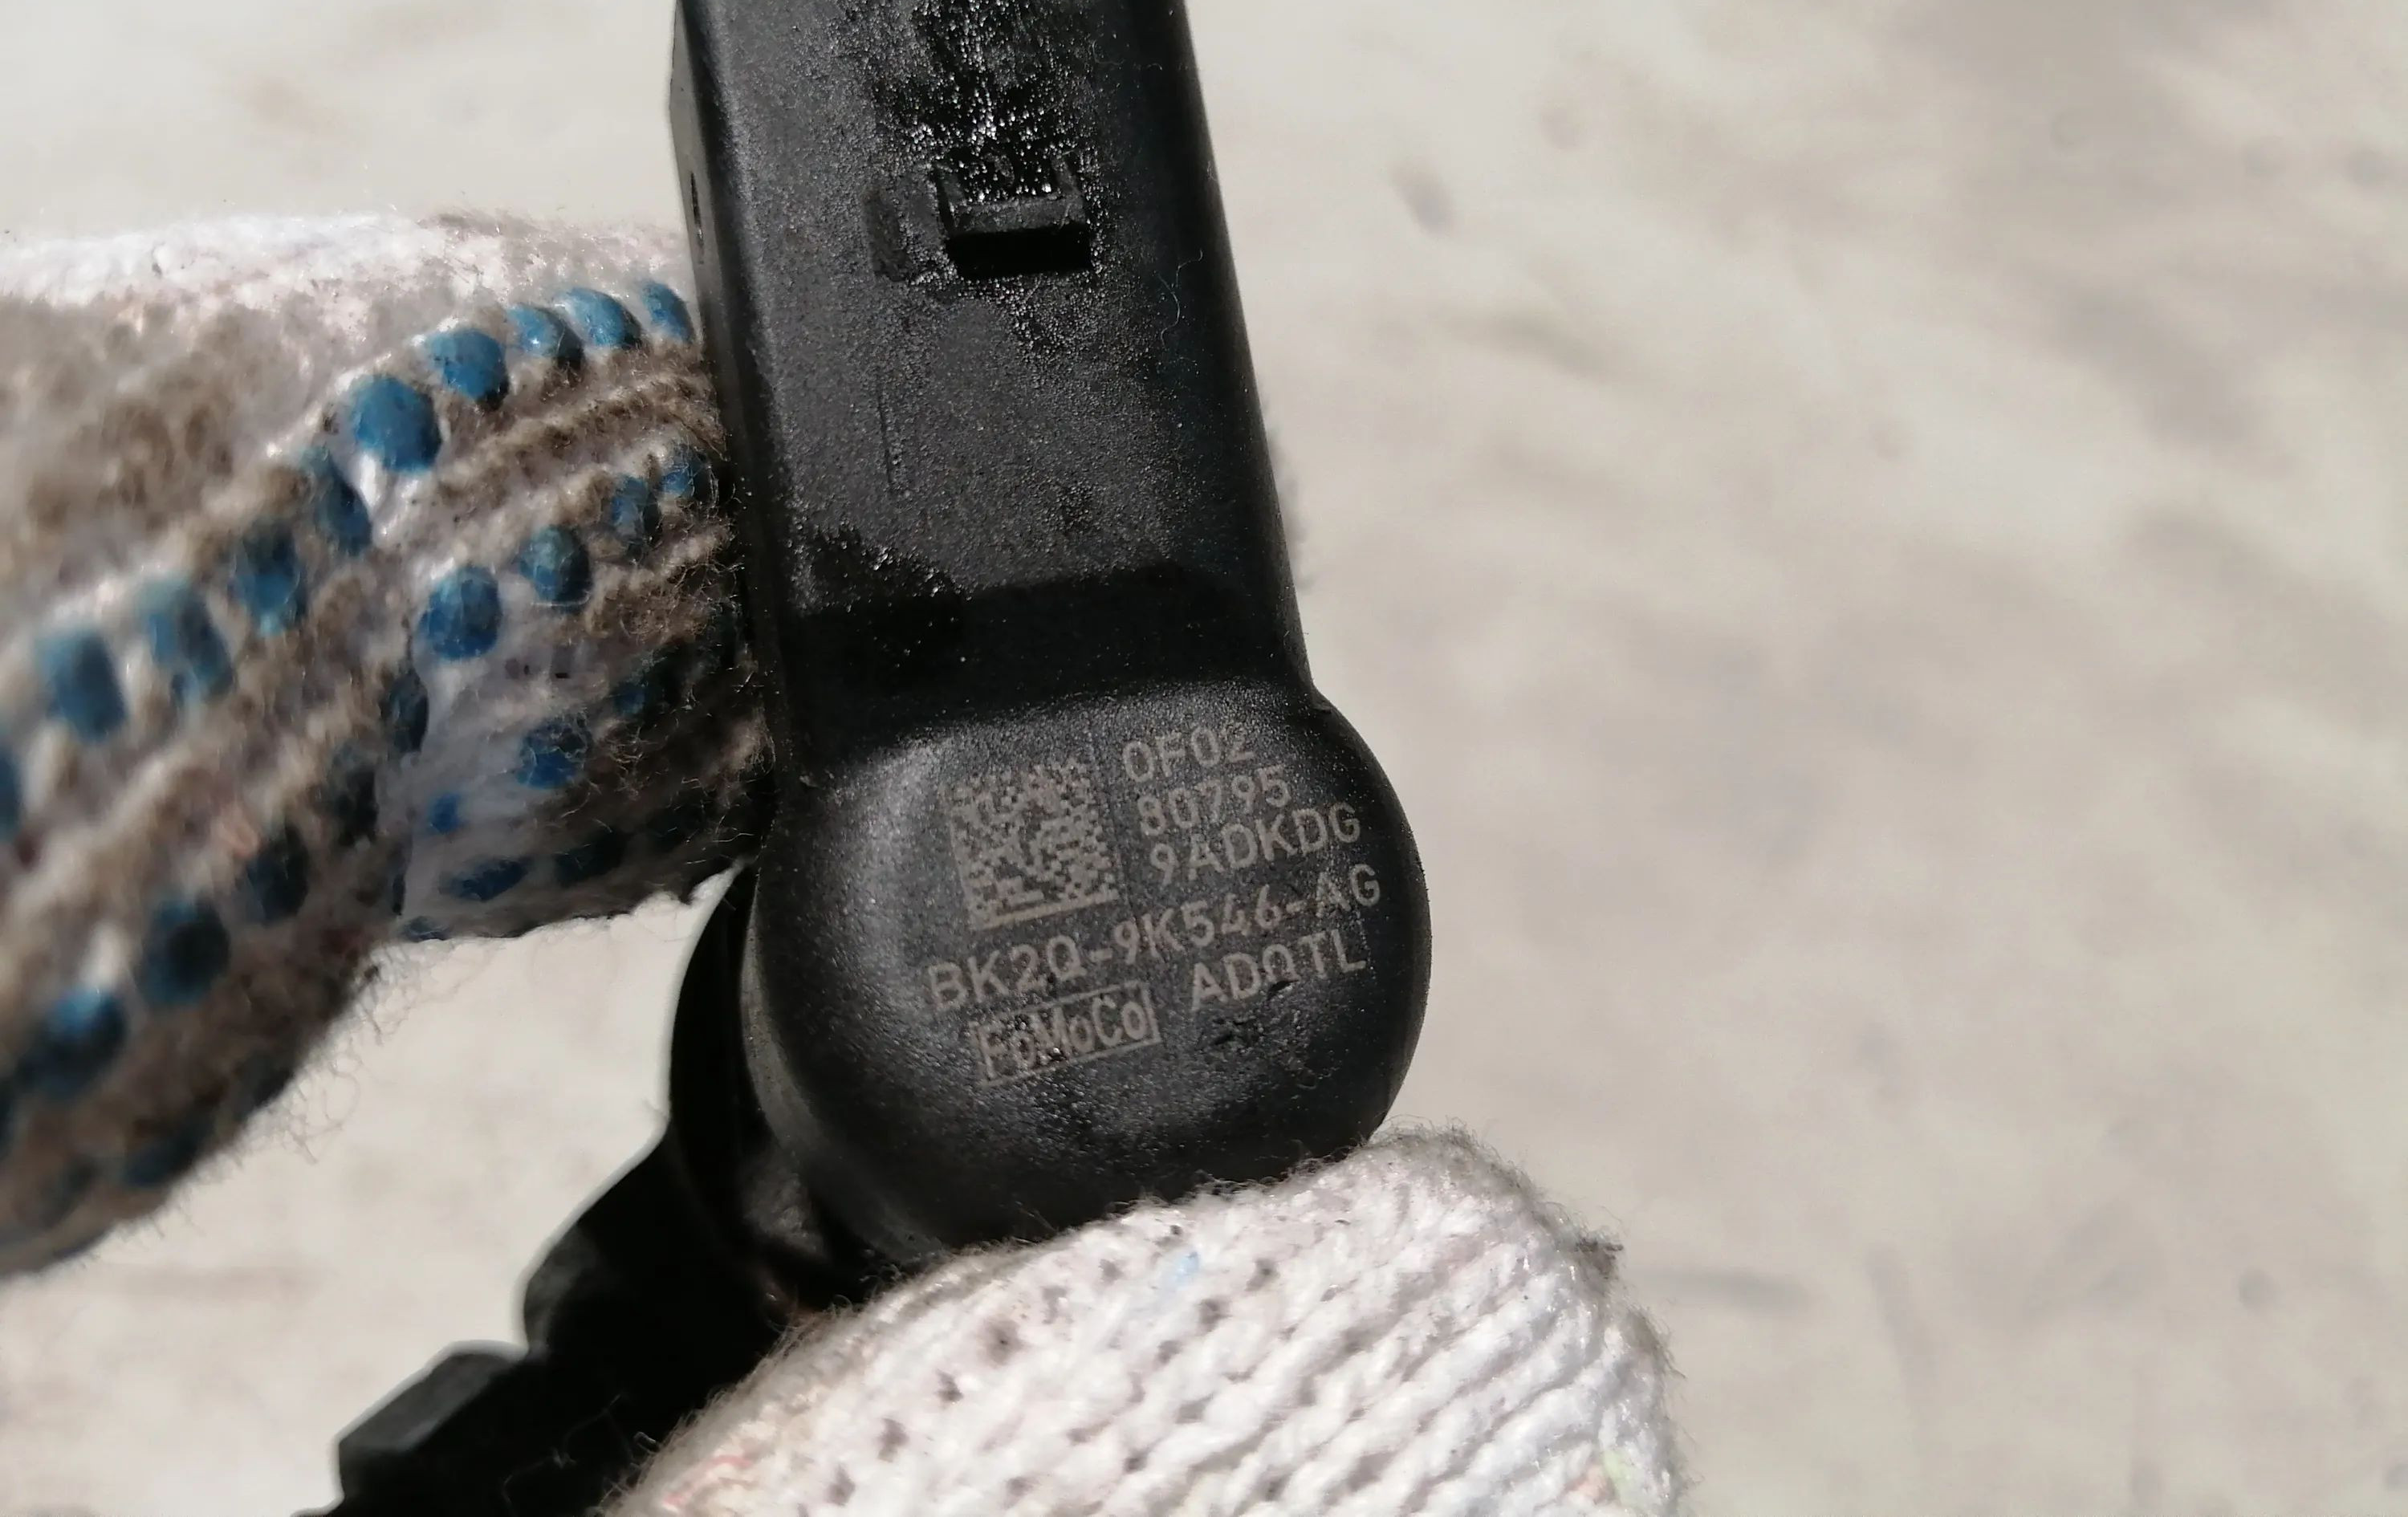 0F02
80795
9ADKDG
BK2Q-9K546-AG
FoMoCo ADQTL